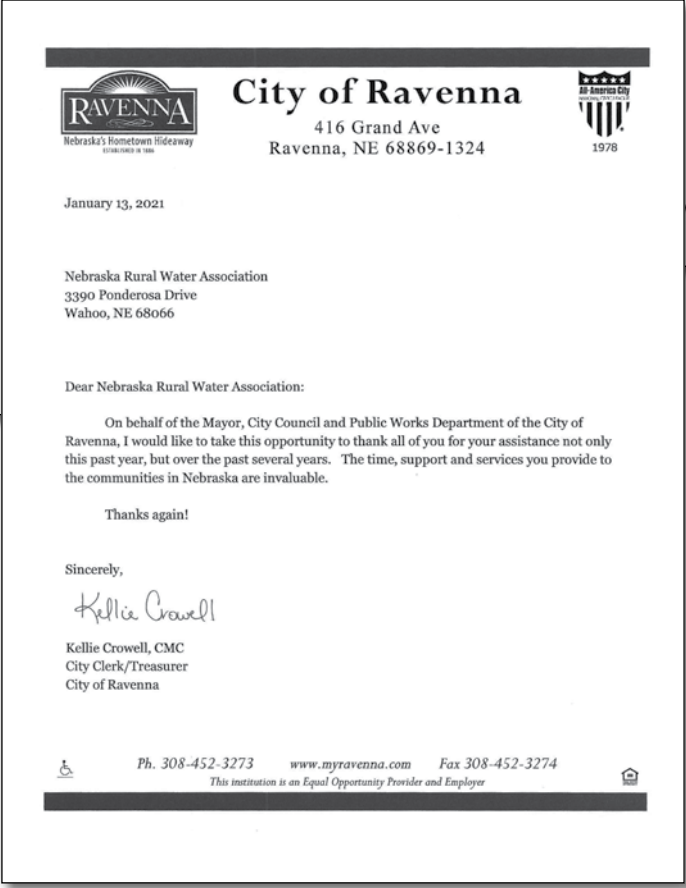 RAVENNA
Nebraska's Hometown Hideaway
ESTABLISHED IN 1886
City of Ravenna
416 Grand Ave
Ravenna, NE 68869-1324
All-America City
1978
January 13, 2021
Nebraska Rural Water Association
3390 Ponderosa Drive
Wahoo, NE 68066
Dear Nebraska Rural Water Association:
On behalf of the Mayor, City Council and Public Works Department of the City of
Ravenna, I would like to take this opportunity to thank all of you for your assistance not only
this past year, but over the past several years. The time, support and services you provide to
the communities in Nebraska are invaluable.
Thanks again!
Sincerely,
Kellie Crowell
Kellie Crowell, CMC
City Clerk/Treasurer
City of Ravenna
Ph. 308-452-3273 www.myravenna.com Fax 308-452-3274
This institution is an Equal Opportunity Provider and Employer